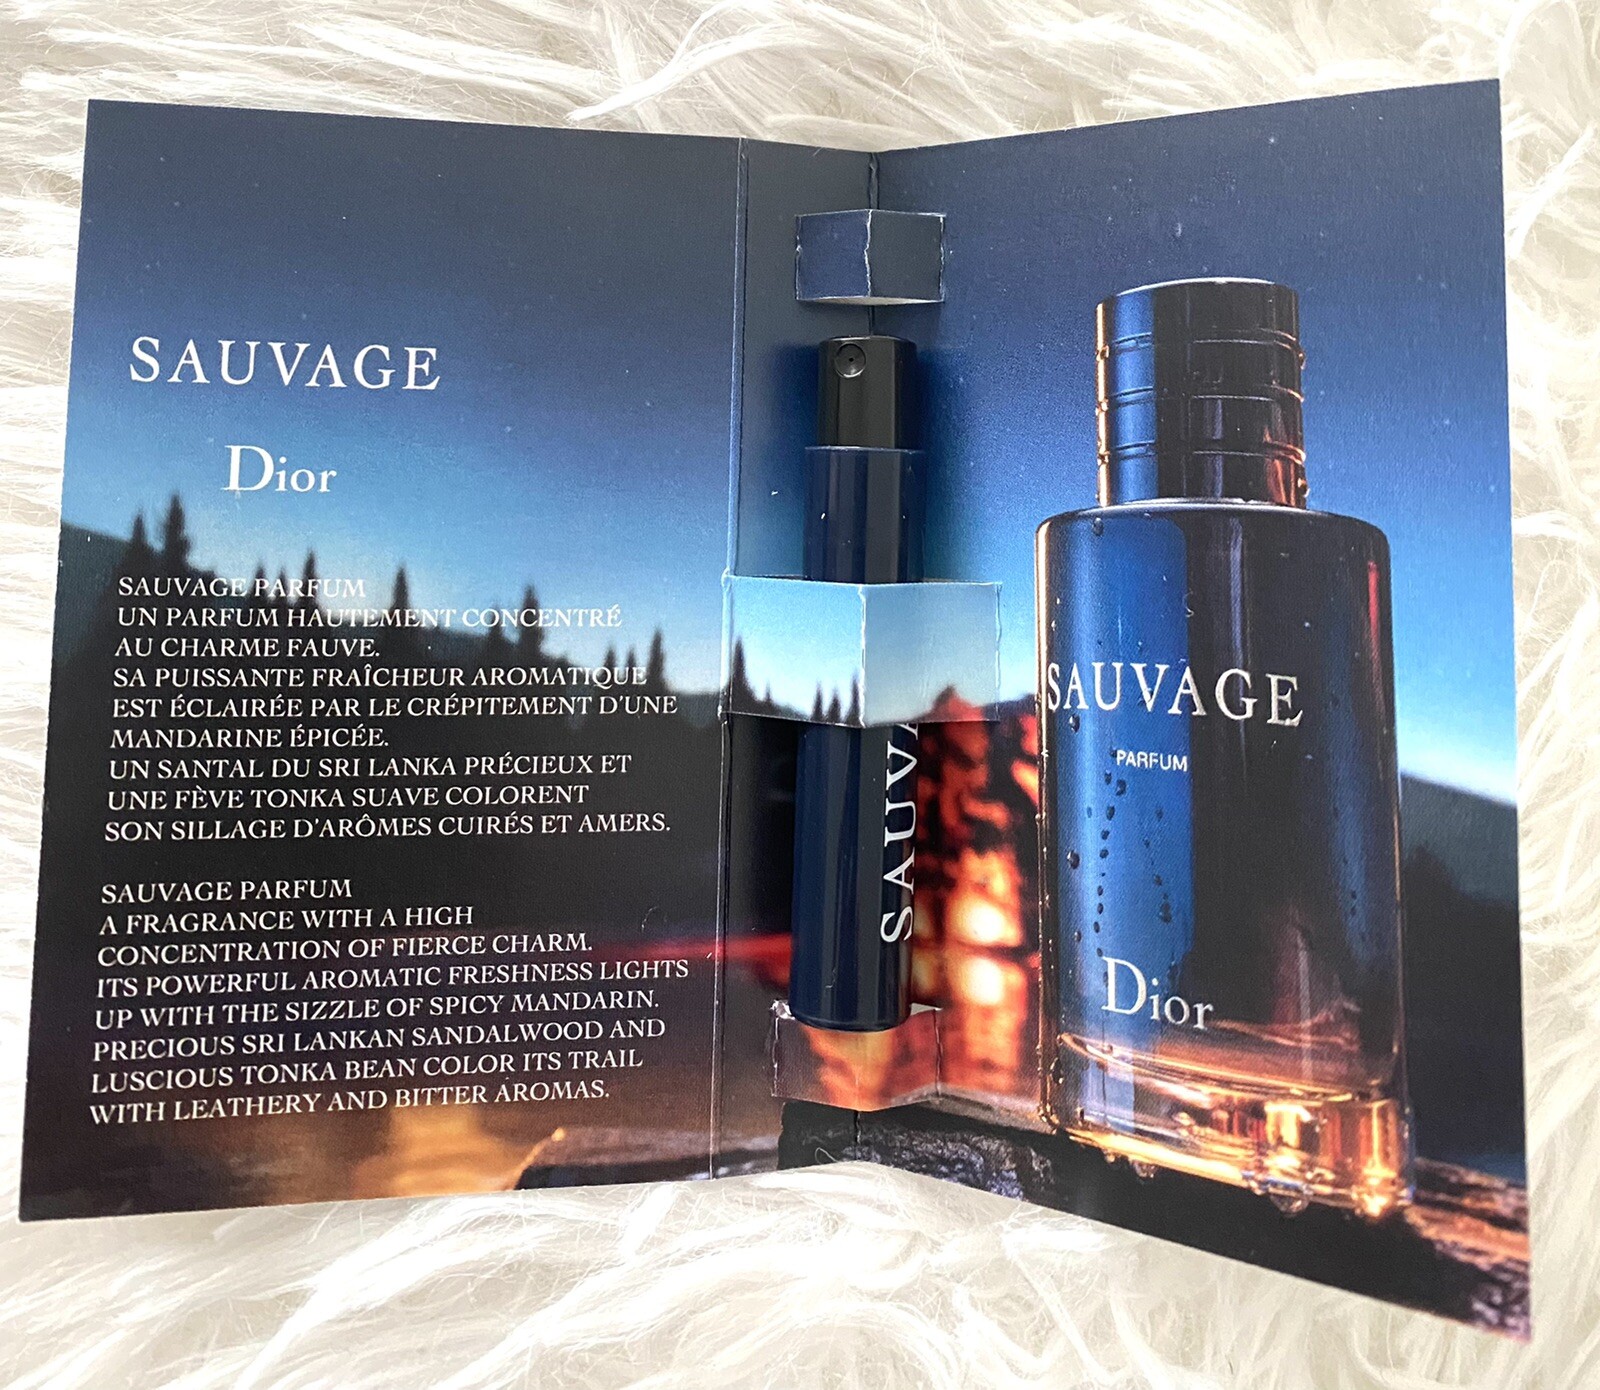 SAUVAGE
Dior
SAUVAGE PARFUM
UN PARFUM HAUTEMENT CONCENTRÉ
AU CHARME FAUVE.
SA PUISSANTE FRAÎCHEUR AROMATIQUE
EST ÉCLAIRÉE PAR LE CRÉPITEMENT D'UNE
MANDARINE ÉPICÉE.
UN SANTAL DU SRI LANKA PRÉCIEUX ET
UNE FÈVE TONKA SUAVE COLORENT
SON SILLAGE D'ARÔMES CUIRÉS ET AMERS.
SAUVAGE PARFUM
A FRAGRANCE WITH A HIGH
CONCENTRATION OF FIERCE CHARM.
ITS POWERFUL AROMATIC FRESHNESS LIGHTS
UP WITH THE SIZZLE OF SPICY MANDARIN.
PRECIOUS SRI LANKAN SANDALWOOD AND
LUSCIOUS TONKA BEAN COLOR ITS TRAIL
WITH LEATHERY AND BITTER AROMAS.
SAUVA
SAUVAGE
PARFUM
Dior